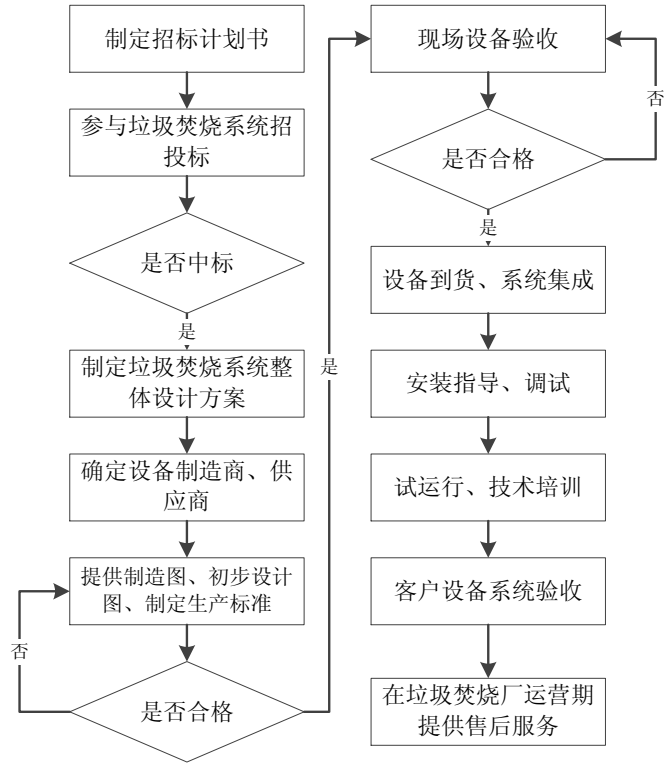 制定招标计划书
参与垃圾焚烧系统招
投标
是否中标
是
制定垃圾焚烧系统整
体设计方案
确定设备制造商、供
应商
提供制造图、初步设计
图、制定生产标准
否
是否合格
是
现场设备验收
否
是否合格
是
设备到货、系统集成
安装指导、调试
试运行、技术培训
客户设备系统验收
在垃圾焚烧厂运营期
提供售后服务